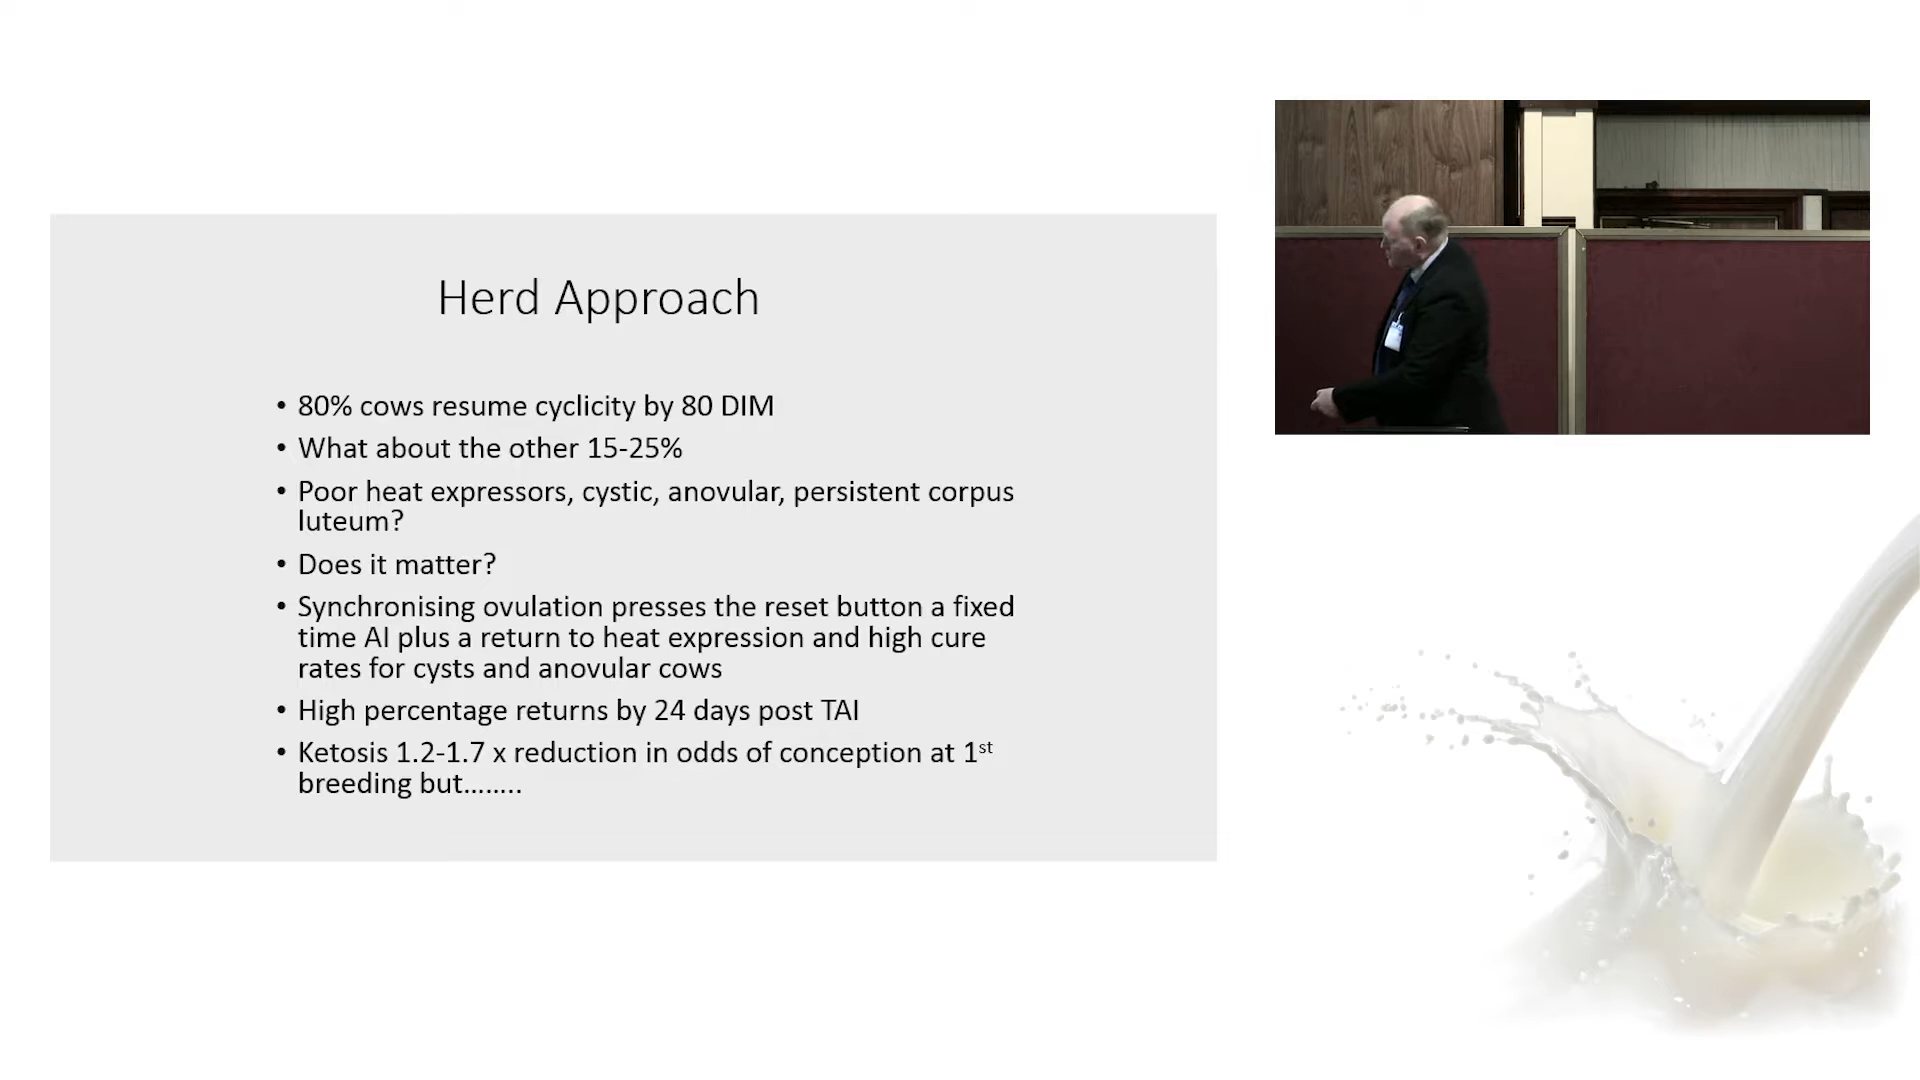 Herd Approach
• 80% cows resume cyclicity by 80 DIM
• What about the other 15-25%
• Poor heat expressors, cystic, anovular, persistent corpus
luteum?
• Does it matter?
• Synchronising ovulation presses the reset button a fixed
time AI plus a return to heat expression and high cure
rates for cysts and anovular cows
• High percentage returns by 24 days post TAI
• Ketosis 1.2-1.7 x reduction in odds of conception at 1st
breeding but........